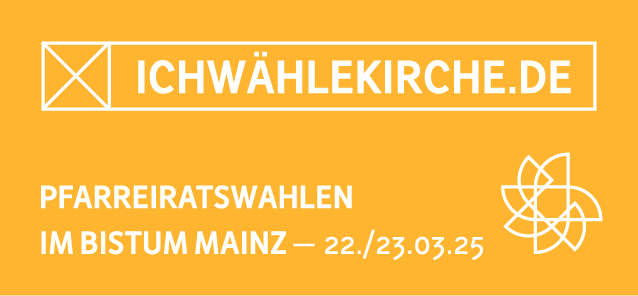 ICHWÄHLEKIRCHE.DE
PFARREIRATSWAHLEN
IM BISTUM MAINZ — 22./23.03.25